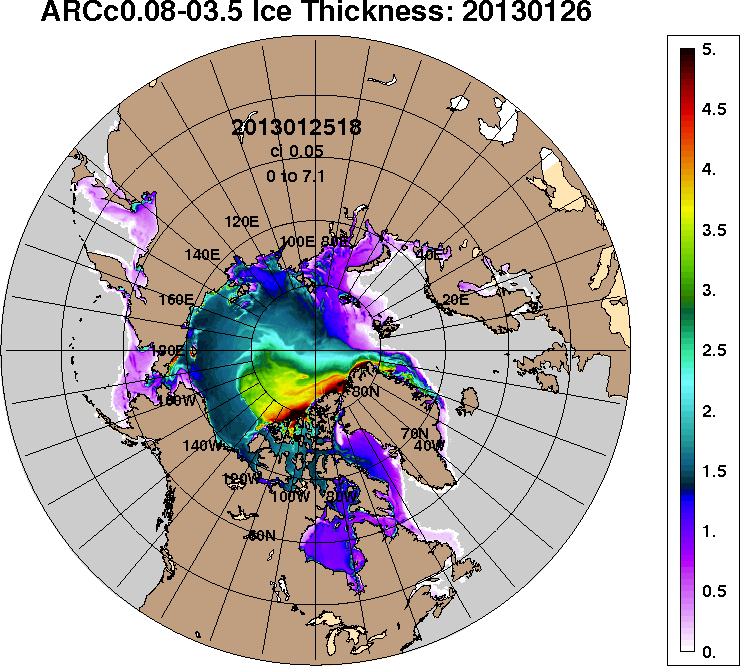 ARCc0.08-03.5 Ice Thickness: 20130126
2013012518
ci 0.05
0 to 7.1
120E
100E 80E
140E
40E
160E
20E
180E
160W
80N
140W
70N
40W
120W
100W
80W
60N
5.
4.5
4.
3.5
3.
2.5
2.
1.5
1.
0.5
0.